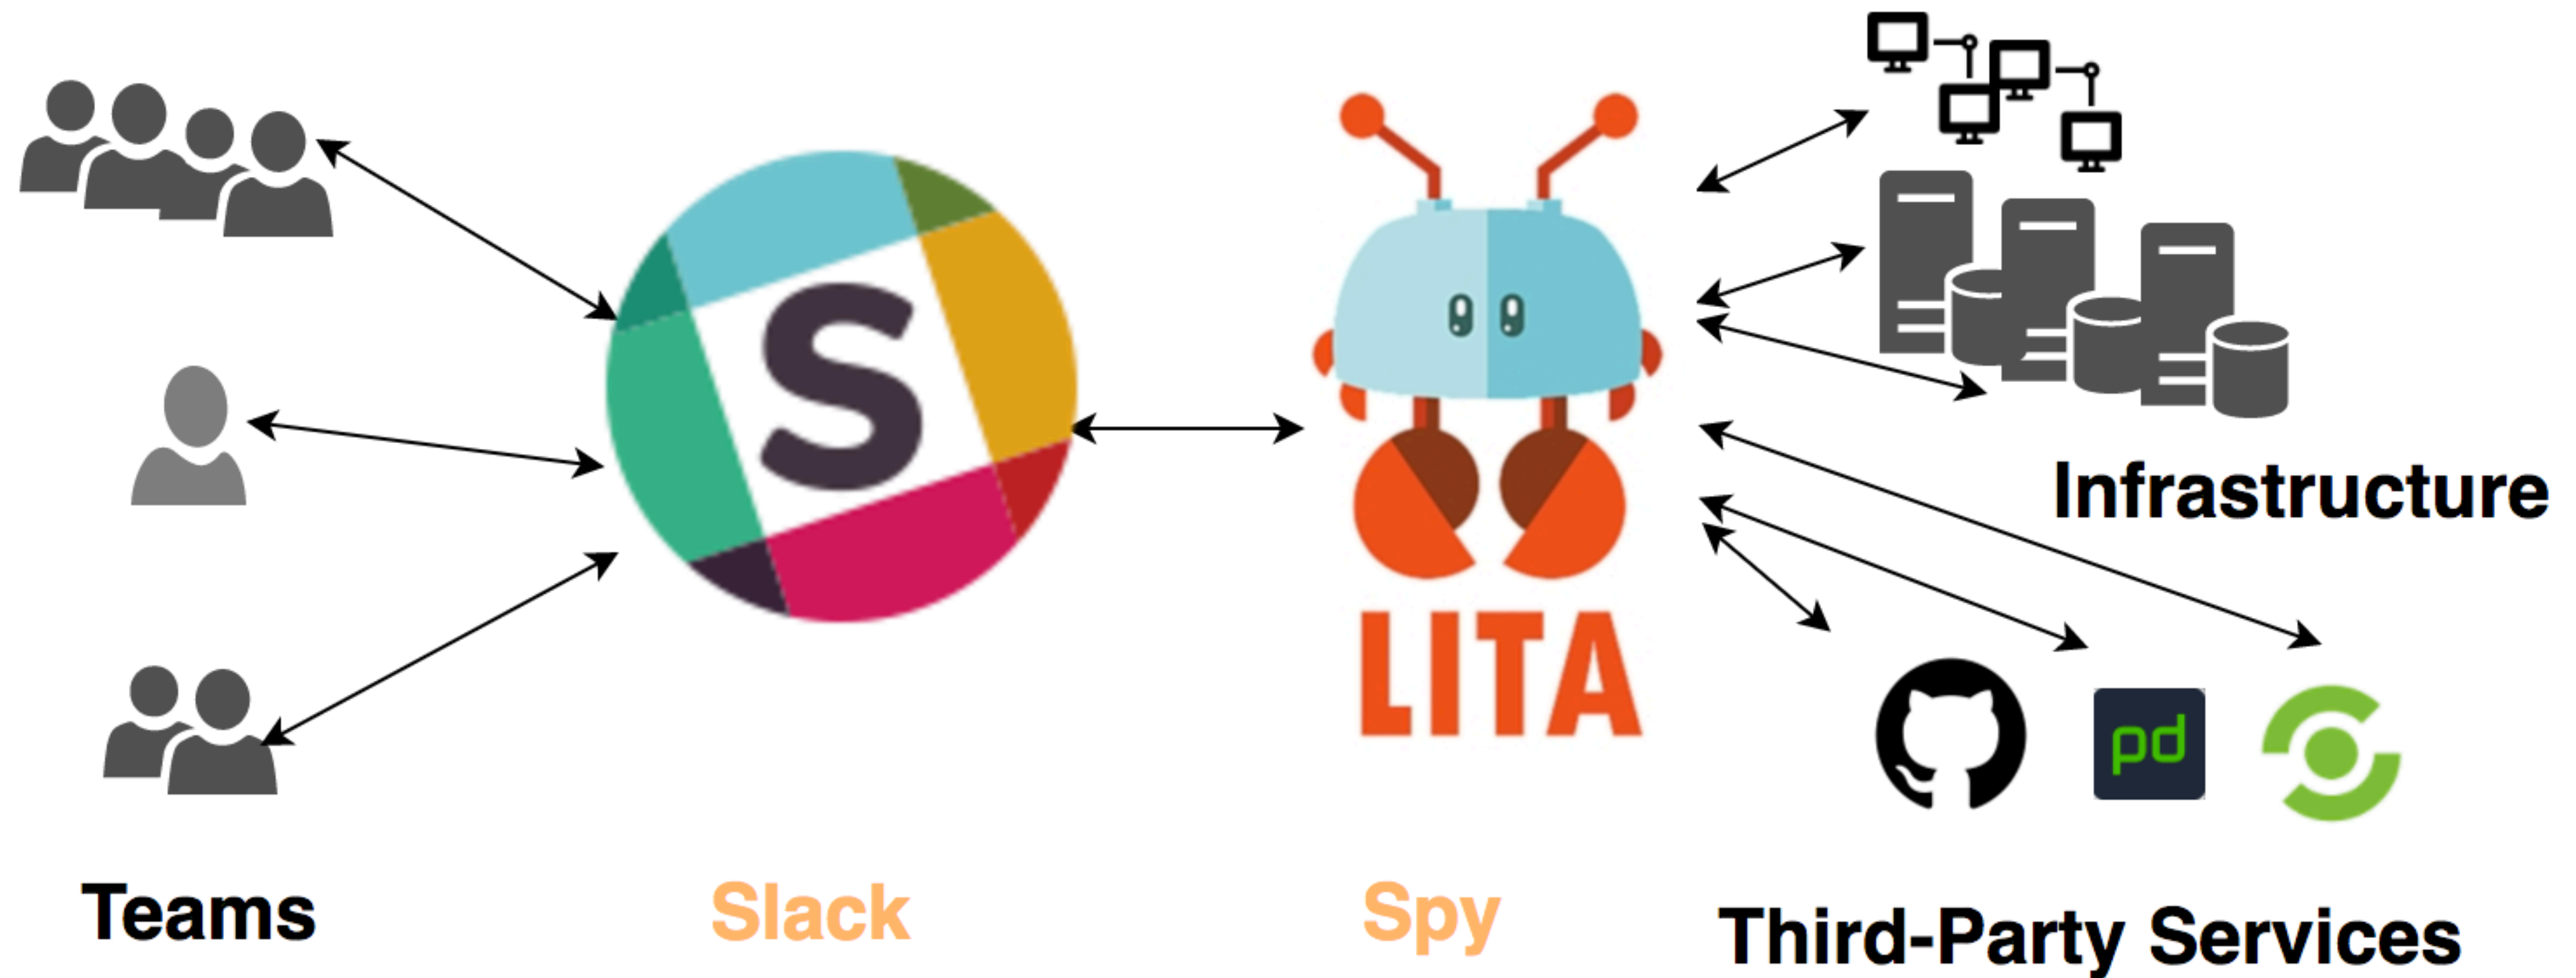 S
LITA
pd
Infrastructure
Teams
Slack
Spy
Third-Party Services